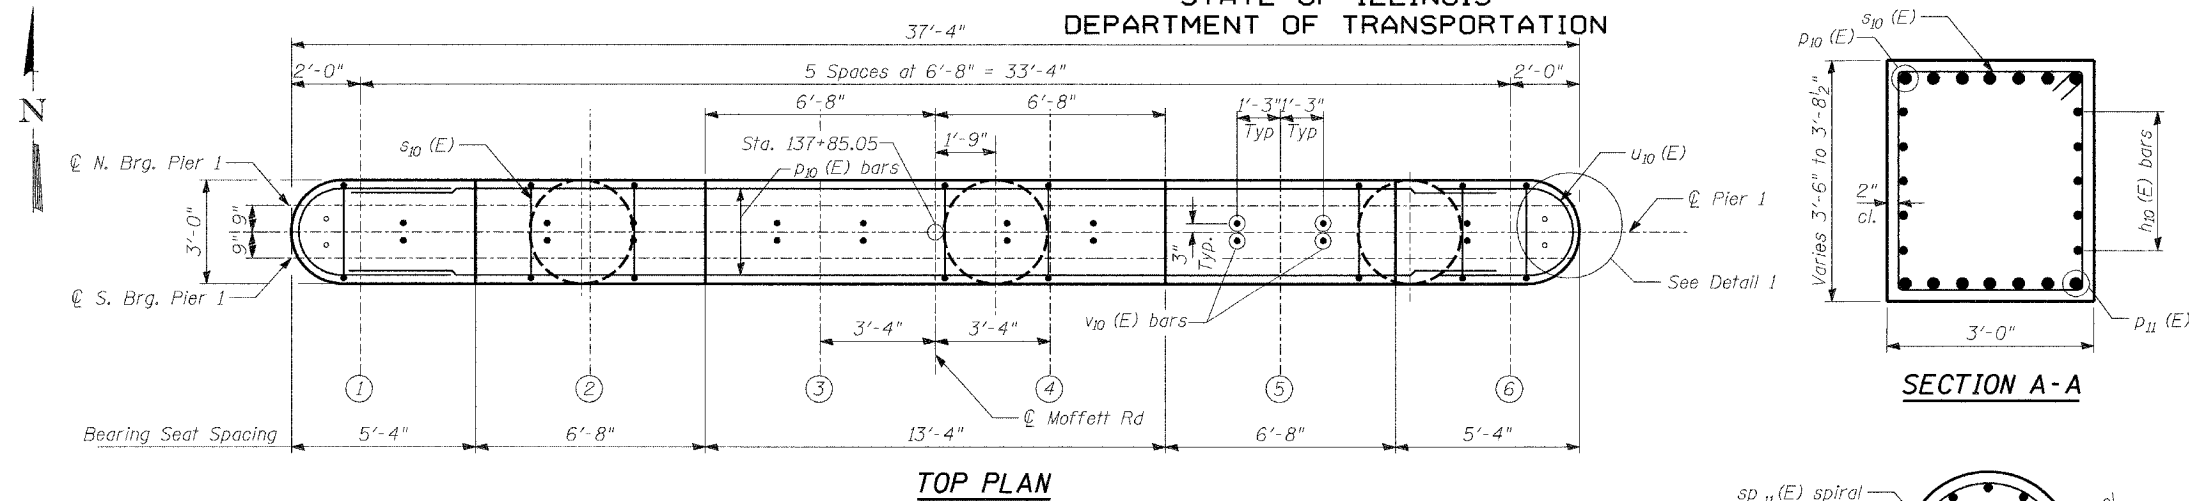 STATE OF ILLINOIS
DEPARTMENT OF TRANSPORTATION
N
37'-4"
2'-0"
5 Spaces at 6'-8" = 33'-4"
2'-0"
6'-8"
6'-8"
1'-3" 1'-3"
Typ Typ
Sta. 137+85.05
1'-9"
s10 (E)
p10 (E) bars
u10 (E)
℄ N. Brg. Pier 1
℄ Pier 1
3'-0"
9"
9"
3"
Typ.
℄ S. Brg. Pier 1
See Detail 1
v10 (E) bars
3'-4"
3'-4"
1
2
3
4
5
6
℄ Moffett Rd
Bearing Seat Spacing
5'-4"
6'-8"
13'-4"
6'-8"
5'-4"
TOP PLAN
s10 (E)
p10 (E)
Varies 3'-6" to 3'-8½"
2"
cl.
h10 (E) bars
p11 (E)
3'-0"
SECTION A-A
sp11 (E) spiral